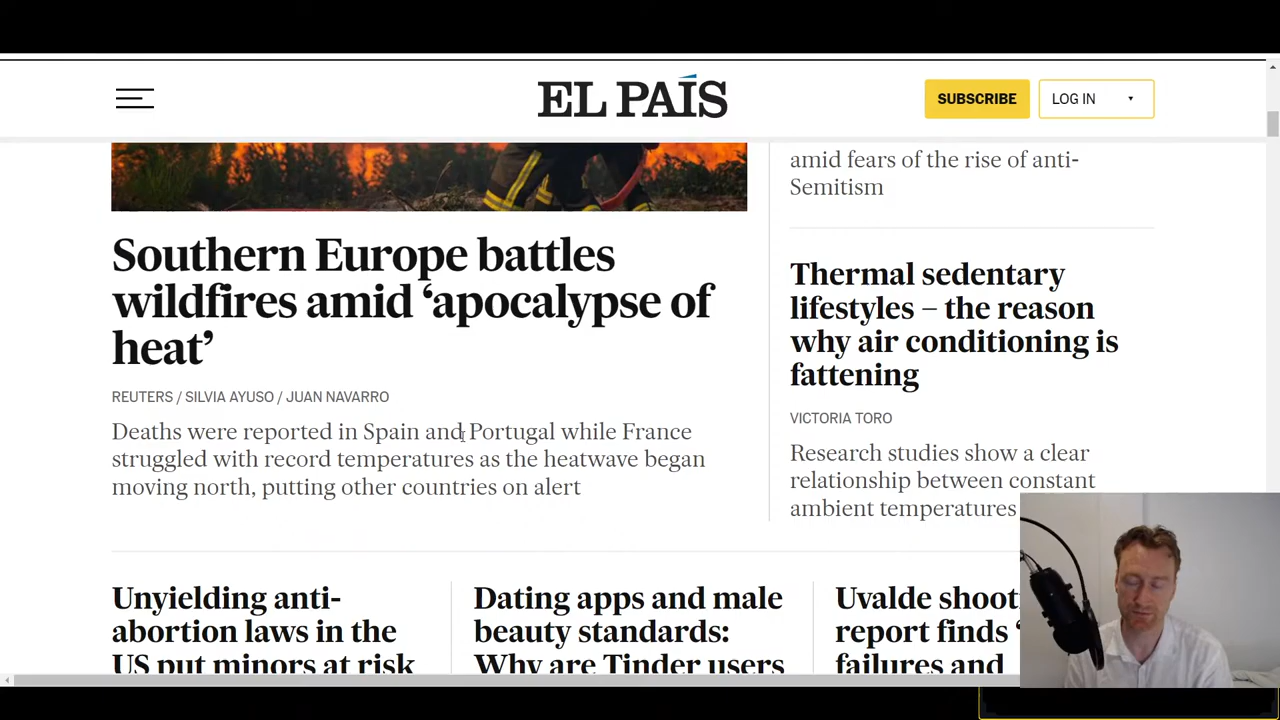 EL PAÍS
SUBSCRIBE
LOG IN
Southern Europe battles
wildfires amid ‘apocalypse of
heat’
REUTERS / SILVIA AYUSO / JUAN NAVARRO
Deaths were reported in Spain and Portugal while France
struggled with record temperatures as the heatwave began
moving north, putting other countries on alert
amid fears of the rise of anti-
Semitism
Thermal sedentary
lifestyles – the reason
why air conditioning is
fattening
VICTORIA TORO
Research studies show a clear
relationship between constant
ambient temperatures
Unyielding anti-
abortion laws in the
US put minors at risk
Dating apps and male
beauty standards:
Why are Tinder users
Uvalde shoot
report finds ‘
failures and